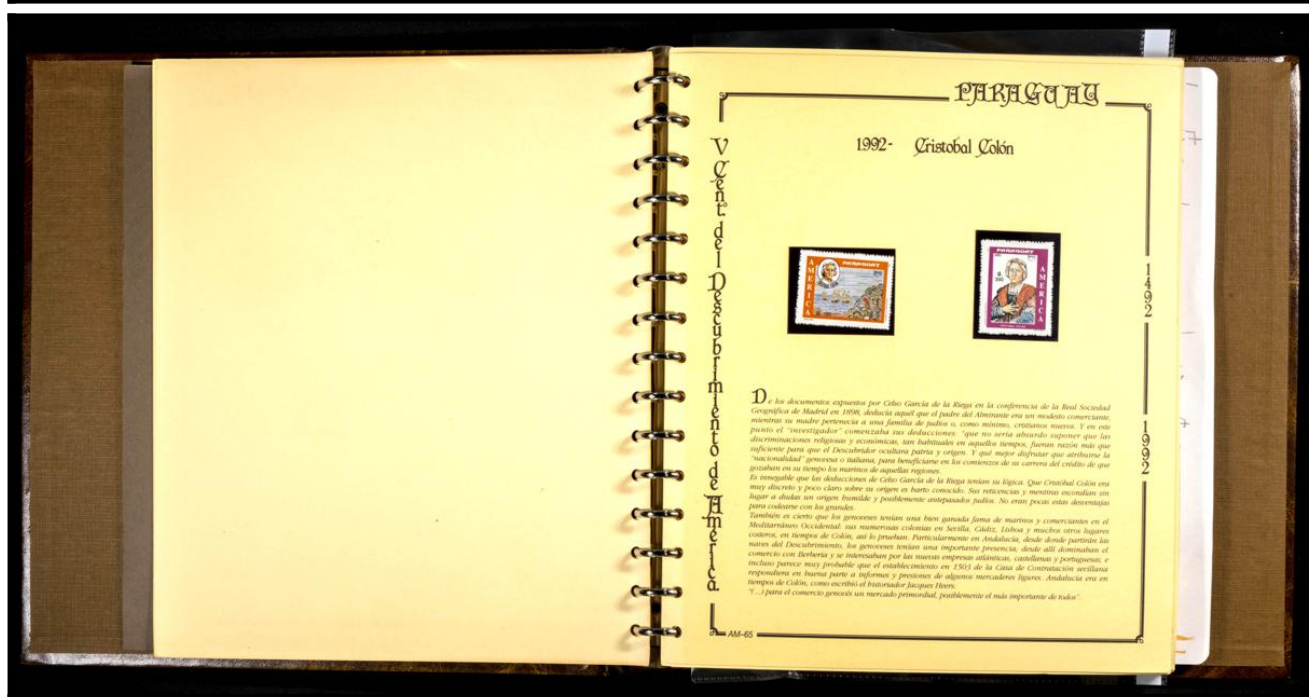 PARAGUAY
1992- Cristobal Colón
V Cent. del Descubrimiento de América.
PARAGUAY
AMERICA
PARAGUAY
AMERICA
1492
1992
De los documentos expuestos por Celso García de la Riega en la conferencia de la Real Sociedad
Geográfica de Madrid en 1898, deducía aquél que el padre del Almirante era un modesto comerciante,
mientras su madre pertenecía a una familia de judíos o, como mínimo, cristianos nuevos. Y en este
punto el "investigador" comenzaba sus deducciones: "que no sería absurdo suponer que las
discriminaciones religiosas y económicas, tan habituales en aquellos tiempos, fueran razón más que
suficiente para que el Descubridor ocultara patria y origen. Y qué mejor disfrutar que atribuirse la
"nacionalidad" genovesa o italiana, para beneficiarse en los comienzos de su carrera del crédito de que
gozaban en su tiempo los marinos de aquellas regiones.
Es innegable que las deducciones de Celso García de la Riega tenían su lógica. Que Cristóbal Colón era
muy discreto y poco claro sobre su origen es harto conocido. Sus reticencias y mentiras escondían sin
lugar a dudas un origen humilde y posiblemente antepasados judíos. No eran pocas estas desventajas
para codearse con los grandes.
También es cierto que los genoveses tenían una bien ganada fama de marinos y comerciantes en el
Mediterráneo Occidental: sus numerosas colonias en Sevilla, Cádiz, Lisboa y muchos otros lugares
costeros, en tiempos de Colón, así lo prueban. Particularmente en Andalucía, desde donde partirán las
naves del Descubrimiento, los genoveses tenían una importante presencia; desde allí dominaban el
comercio con Berbería y se interesaban por las nuevas empresas atlánticas, castellanas y portuguesas; e
incluso parece muy probable que el establecimiento en 1503 de la Casa de Contratación sevillana
respondiera en buena parte a informes y presiones de algunos mercaderes ligures. Andalucía era en
tiempos de Colón, como escribió el historiador Jacques Heers.
"(...) para el comercio genovés un mercado primordial, posiblemente el más importante de todos".
AM-65